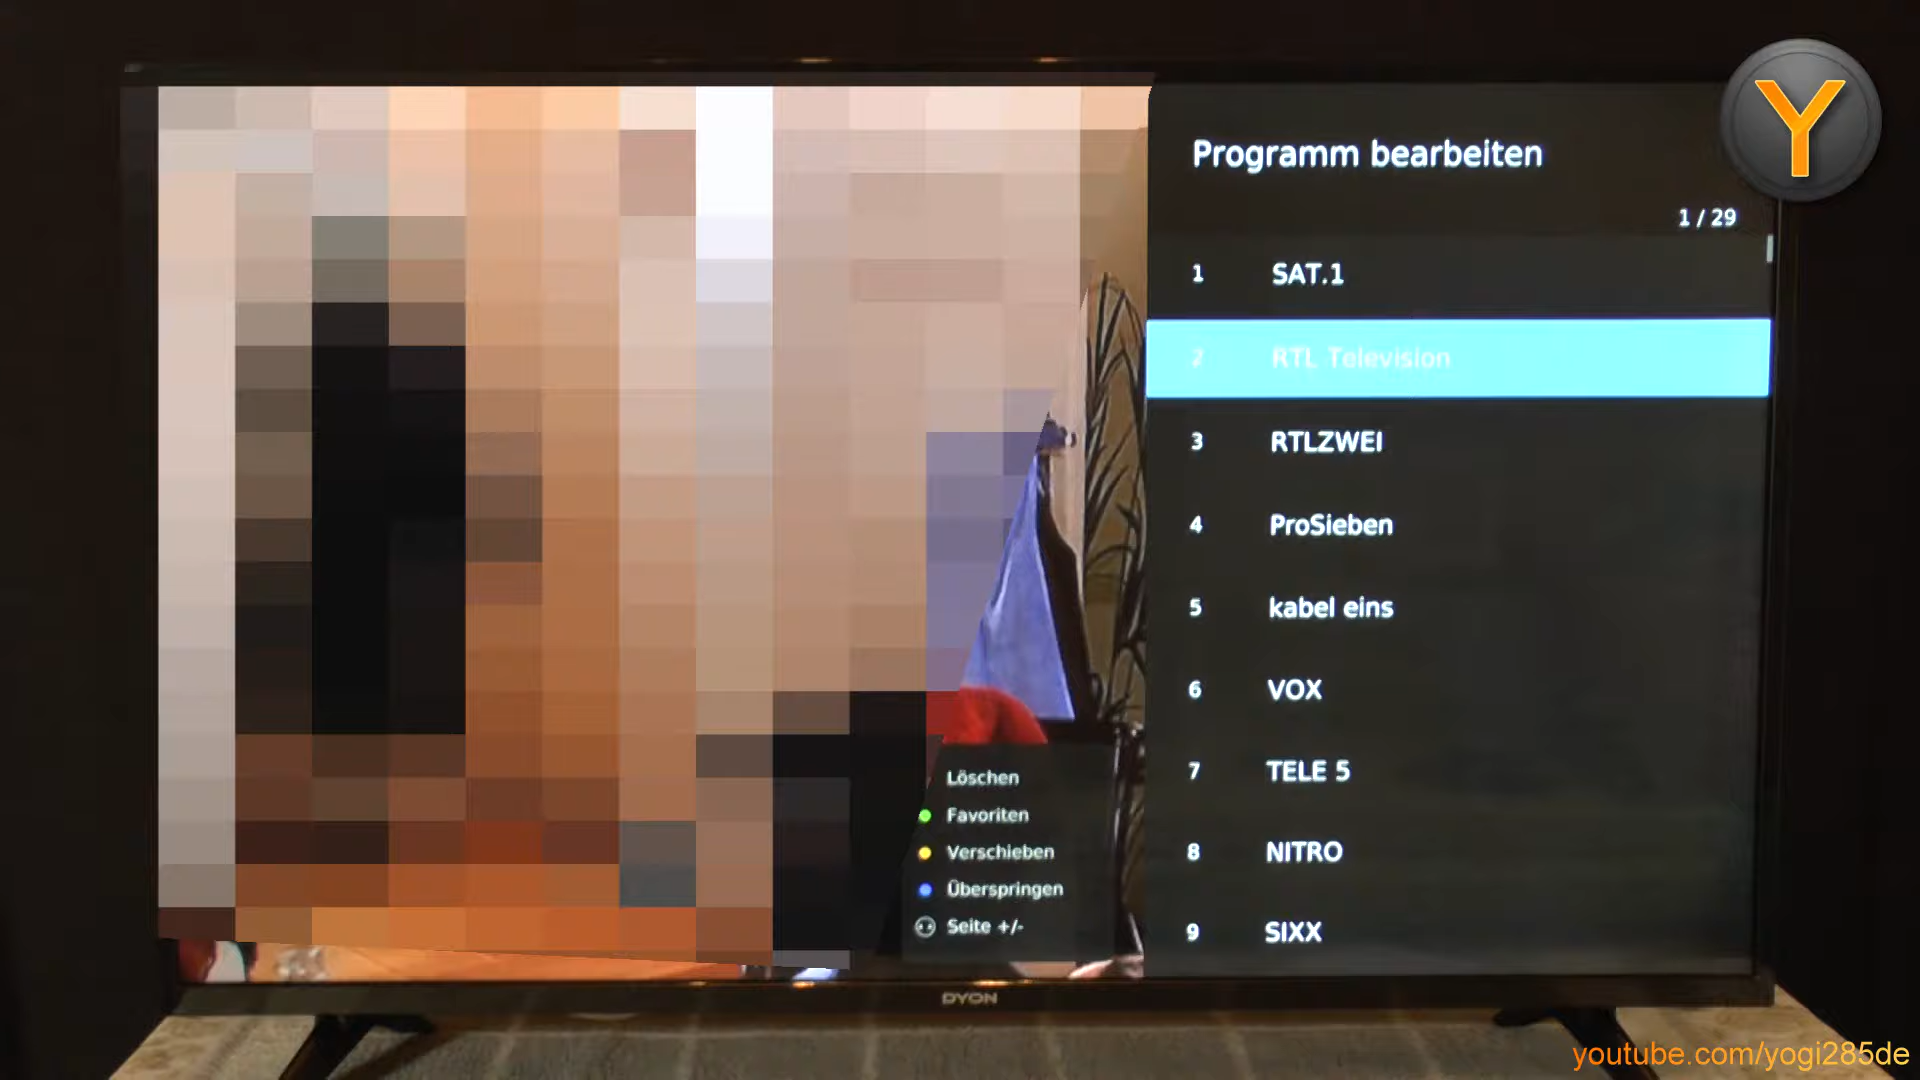 Y
Programm bearbeiten
1 / 29
1 SAT.1
2 RTL Television
3 RTLZWEI
4 ProSieben
5 kabel eins
6 VOX
7 TELE 5
8 NITRO
9 SIXX
Löschen
Favoriten
Verschieben
Überspringen
Seite +/-
DYON
youtube.com/yogi285de